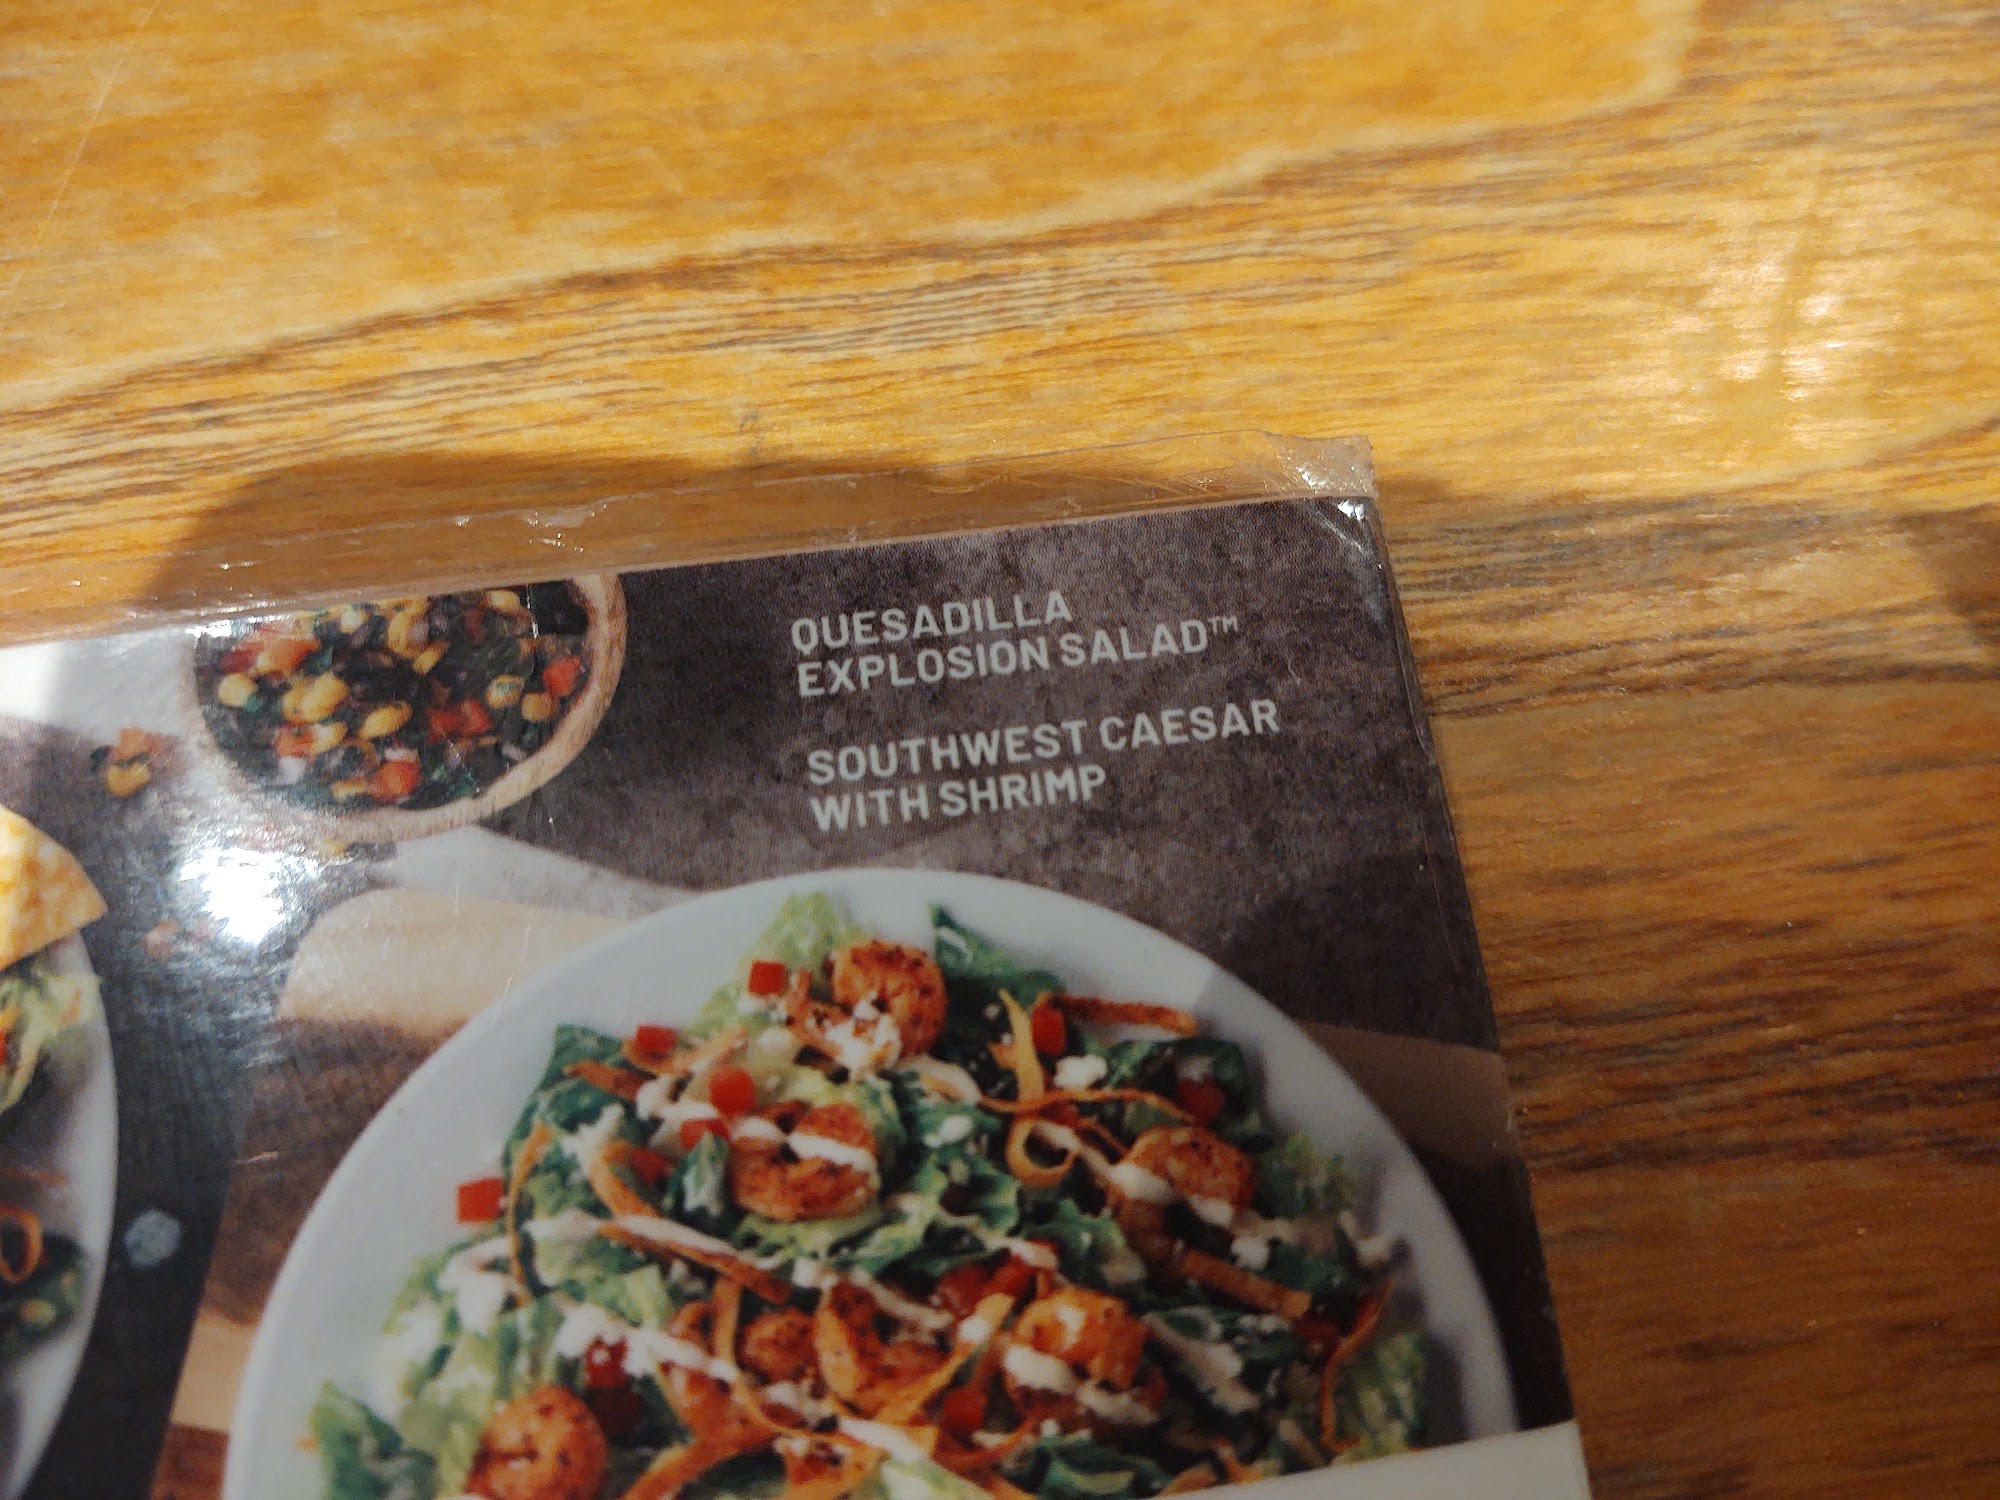 QUESADILLA
EXPLOSION SALAD™
SOUTHWEST CAESAR
WITH SHRIMP